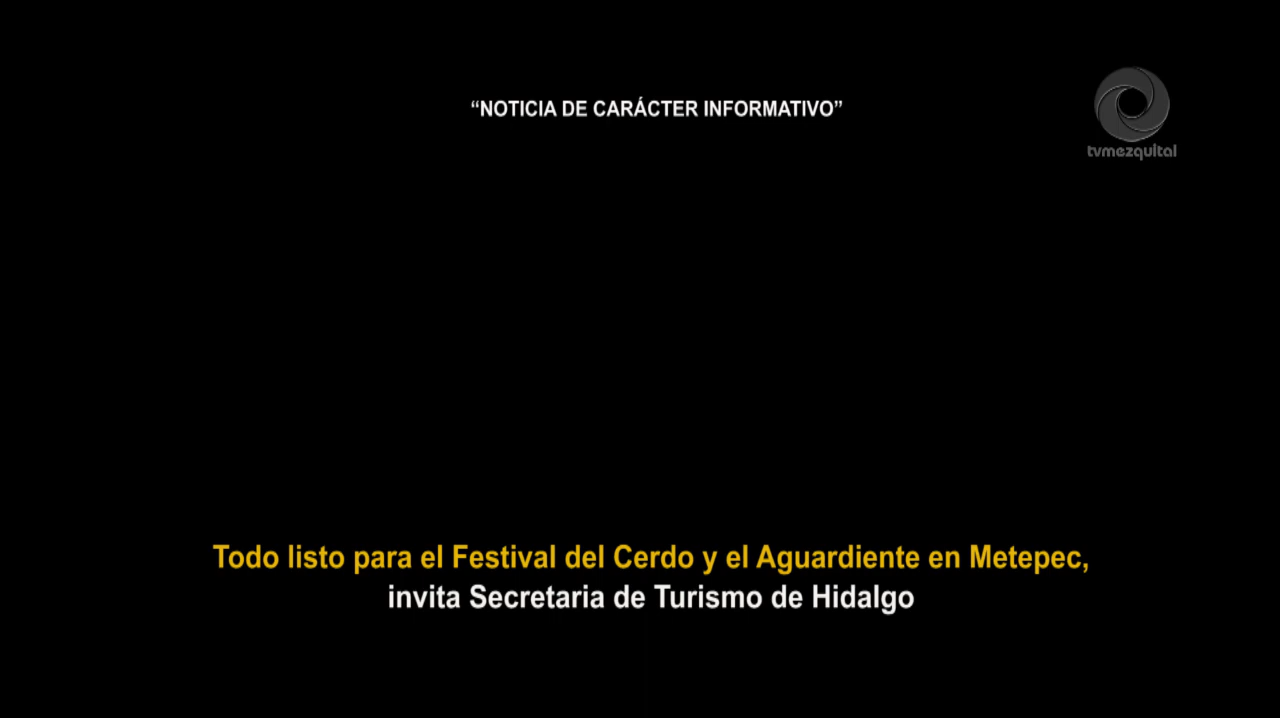 “NOTICIA DE CARÁCTER INFORMATIVO”
tvmezquital
Todo listo para el Festival del Cerdo y el Aguardiente en Metepec,
invita Secretaria de Turismo de Hidalgo